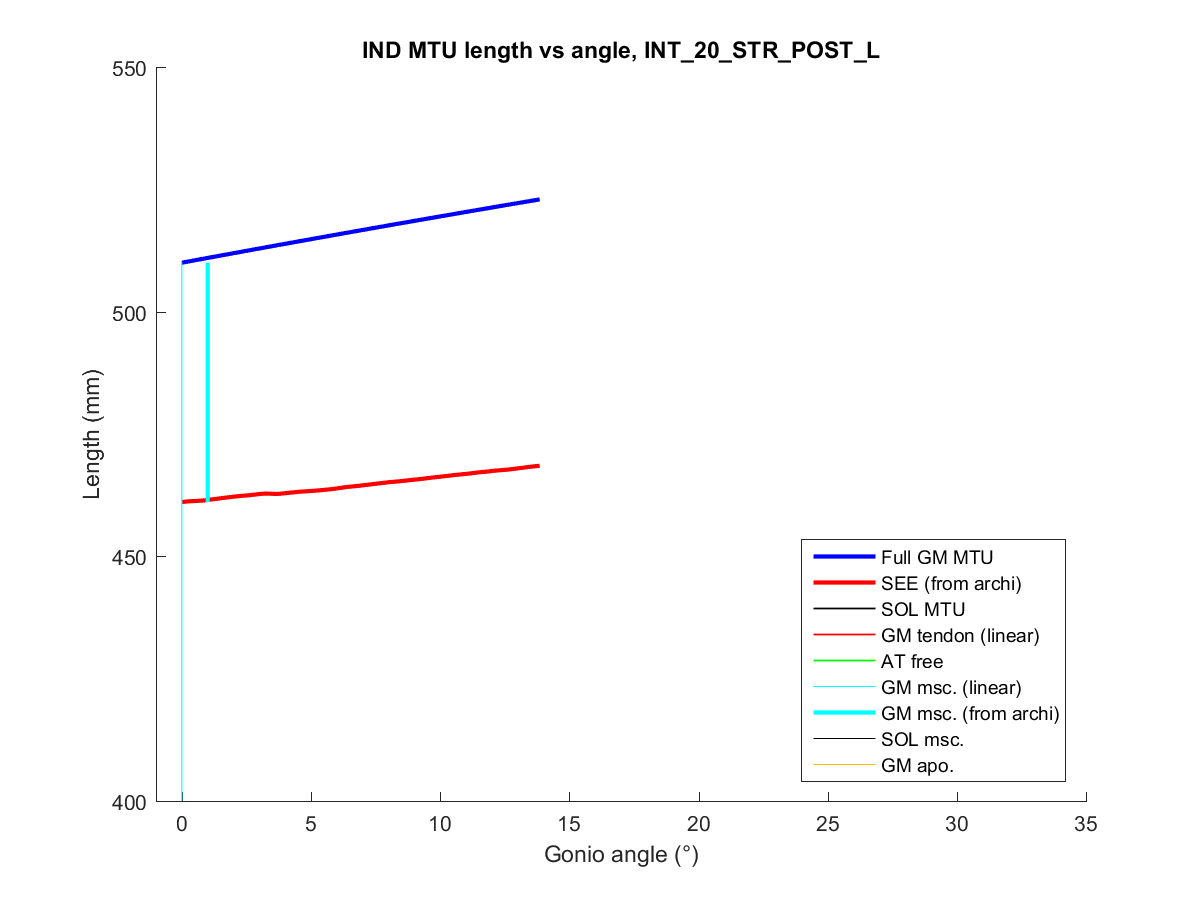 IND MTU length vs angle, INT_20_STR_POST_L
550
500
450
400
Length (mm)
0
5
10
15
20
25
30
35
Gonio angle (°)
Full GM MTU
SEE (from archi)
SOL MTU
GM tendon (linear)
AT free
GM msc. (linear)
GM msc. (from archi)
SOL msc.
GM apo.